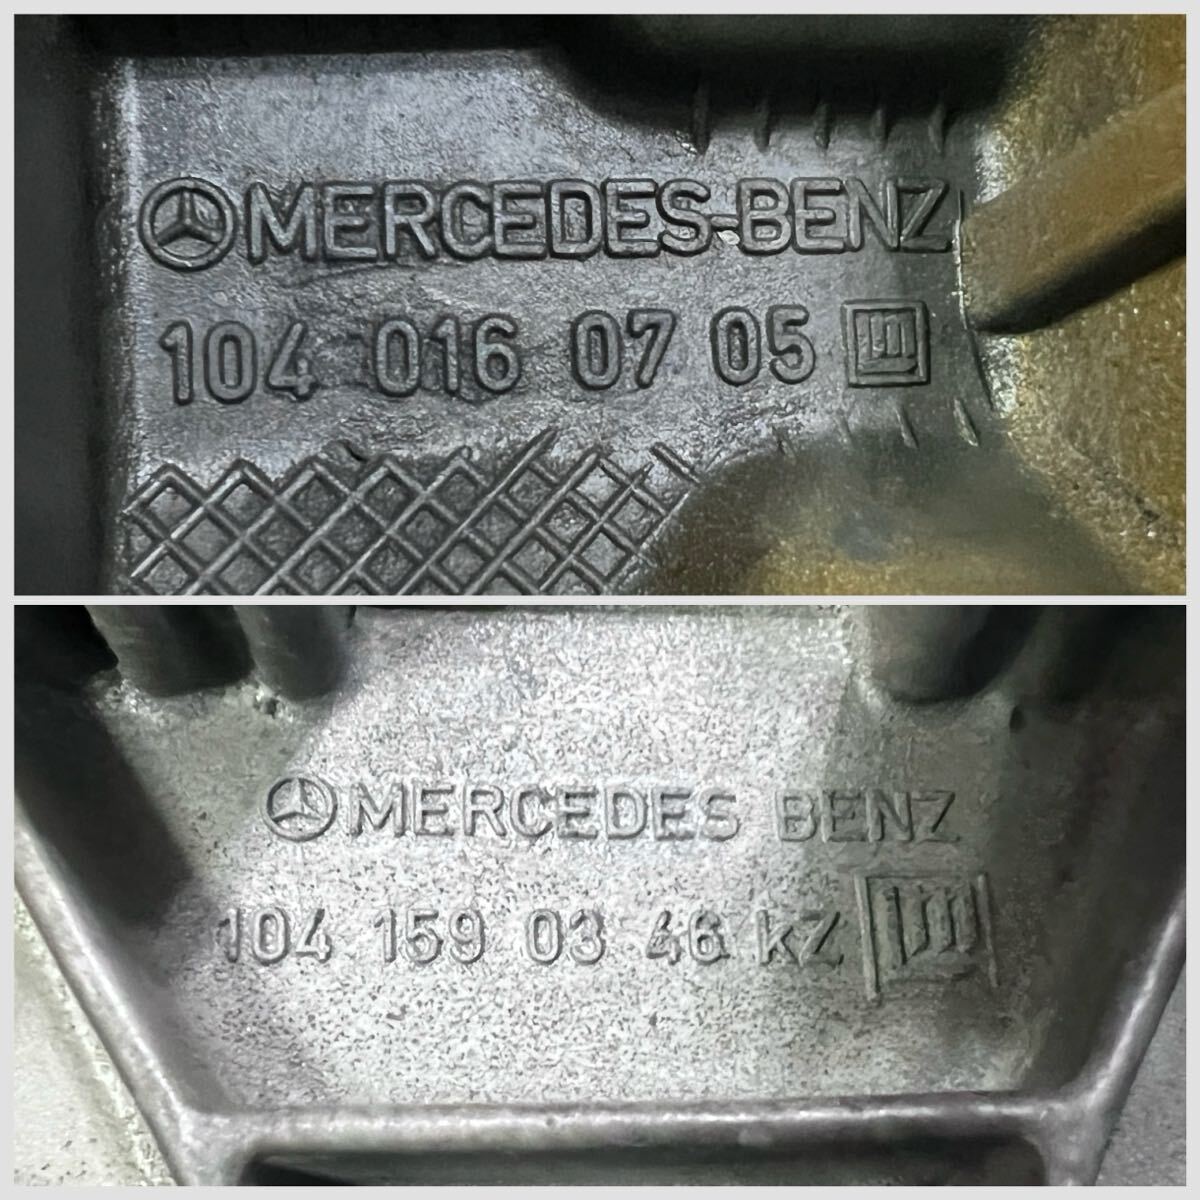 MERCEDES-BENZ
104 016 07 05
MERCEDES BENZ
104 159 03 46 kZ